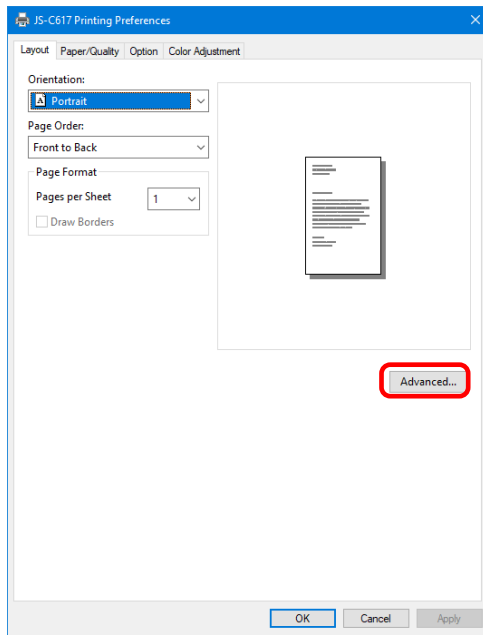 JS-C617 Printing Preferences
Layout Paper/Quality Option Color Adjustment
Orientation:
A Portrait
Page Order:
Front to Back
Page Format
Pages per Sheet 1
Draw Borders
Advanced...
OK Cancel Apply